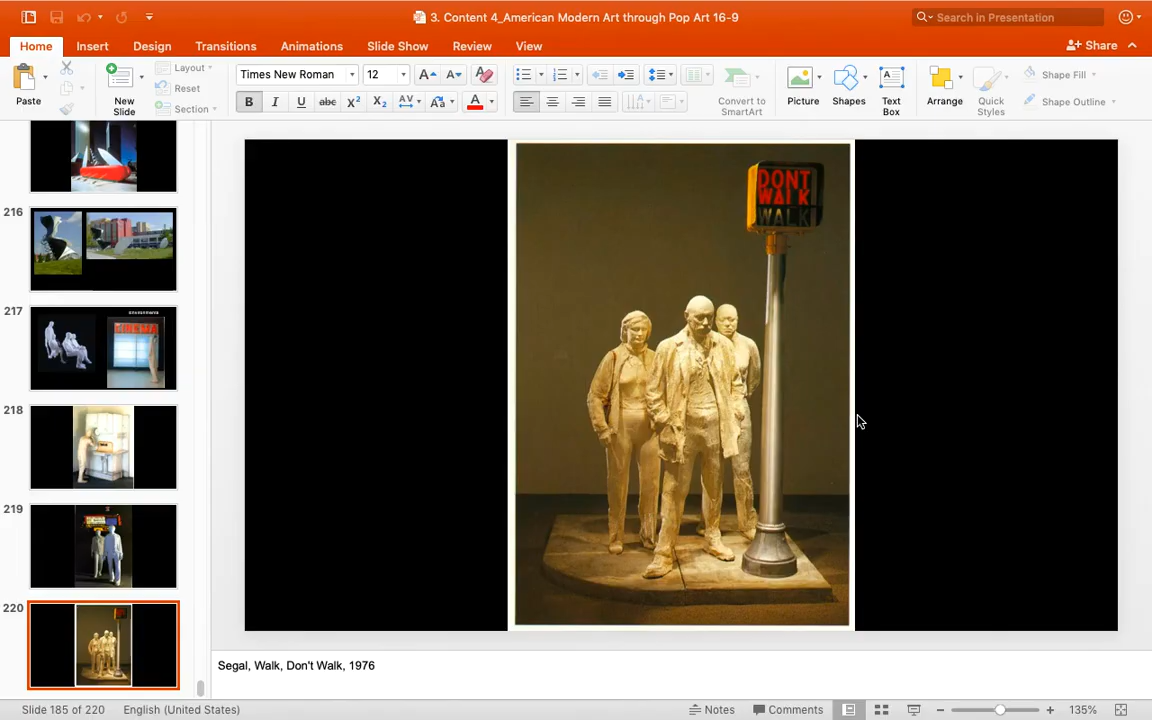 3. Content 4_American Modern Art through Pop Art 16-9
Search in Presentation
Home Insert Design Transitions Animations Slide Show Review View
Share
Paste
New Slide
Layout
Reset
Section
Times New Roman 12
B I U abc X² X₂ AV Aa A
Convert to SmartArt
Picture
Shapes
Text Box
Arrange
Quick Styles
Shape Fill
Shape Outline
216
217
CINEMA
218
219
220
DONT
WALK
WALK
Segal, Walk, Don't Walk, 1976
Slide 185 of 220 English (United States)
Notes Comments 135%